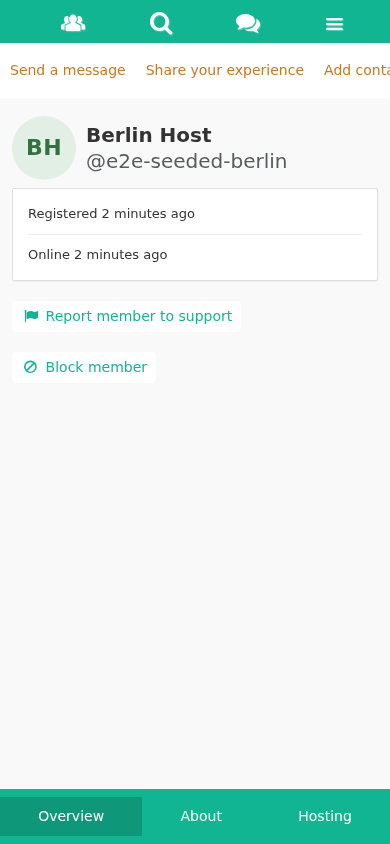 Send a message Share your experience Add conta
BH
Berlin Host
@e2e-seeded-berlin
Registered 2 minutes ago
Online 2 minutes ago
Report member to support
Block member
Overview About Hosting